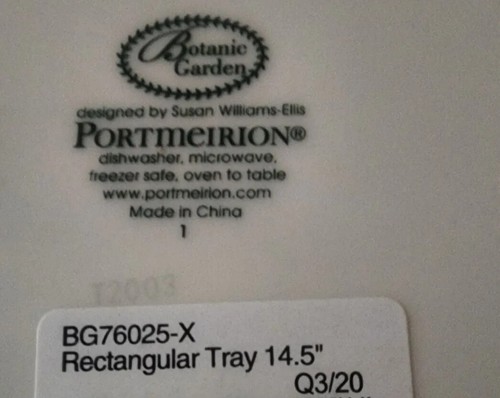 Botanic
Garden
designed by Susan Williams-Ellis
PORTMEIRION®
dishwasher, microwave,
freezer safe, oven to table
www.portmeirion.com
Made in China
1
T2003
BG76025-X
Rectangular Tray 14.5"
Q3/20